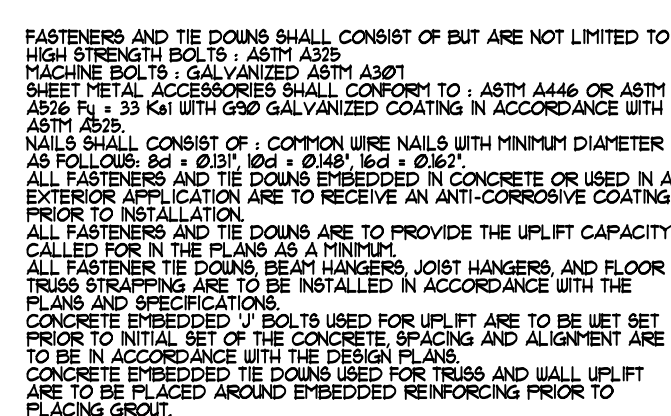 FASTENERS AND TIE DOWNS SHALL CONSIST OF BUT ARE NOT LIMITED TO
HIGH STRENGTH BOLTS : ASTM A325
MACHINE BOLTS : GALVANIZED ASTM A307
SHEET METAL ACCESSORIES SHALL CONFORM TO : ASTM A446 OR ASTM
A526 Fy = 33 Ksi WITH G90 GALVANIZED COATING IN ACCORDANCE WITH
ASTM A525.
NAILS SHALL CONSIST OF : COMMON WIRE NAILS WITH MINIMUM DIAMETER
AS FOLLOWS: 8d = 0.131", 10d = 0.148", 16d = 0.162".
ALL FASTENERS AND TIE DOWNS EMBEDDED IN CONCRETE OR USED IN A
EXTERIOR APPLICATION ARE TO RECEIVE AN ANTI-CORROSIVE COATING
PRIOR TO INSTALLATION.
ALL FASTENERS AND TIE DOWNS ARE TO PROVIDE THE UPLIFT CAPACITY
CALLED FOR IN THE PLANS AS A MINIMUM.
ALL FASTENER TIE DOWNS, BEAM HANGERS, JOIST HANGERS, AND FLOOR
TRUSS STRAPPING ARE TO BE INSTALLED IN ACCORDANCE WITH THE
PLANS AND SPECIFICATIONS.
CONCRETE EMBEDDED 'J' BOLTS USED FOR UPLIFT ARE TO BE WET SET
PRIOR TO INITIAL SET OF THE CONCRETE, SPACING AND ALIGNMENT ARE
TO BE IN ACCORDANCE WITH THE DESIGN PLANS.
CONCRETE EMBEDDED TIE DOWNS USED FOR TRUSS AND WALL UPLIFT
ARE TO BE PLACED AROUND EMBEDDED REINFORCING PRIOR TO
PLACING GROUT.